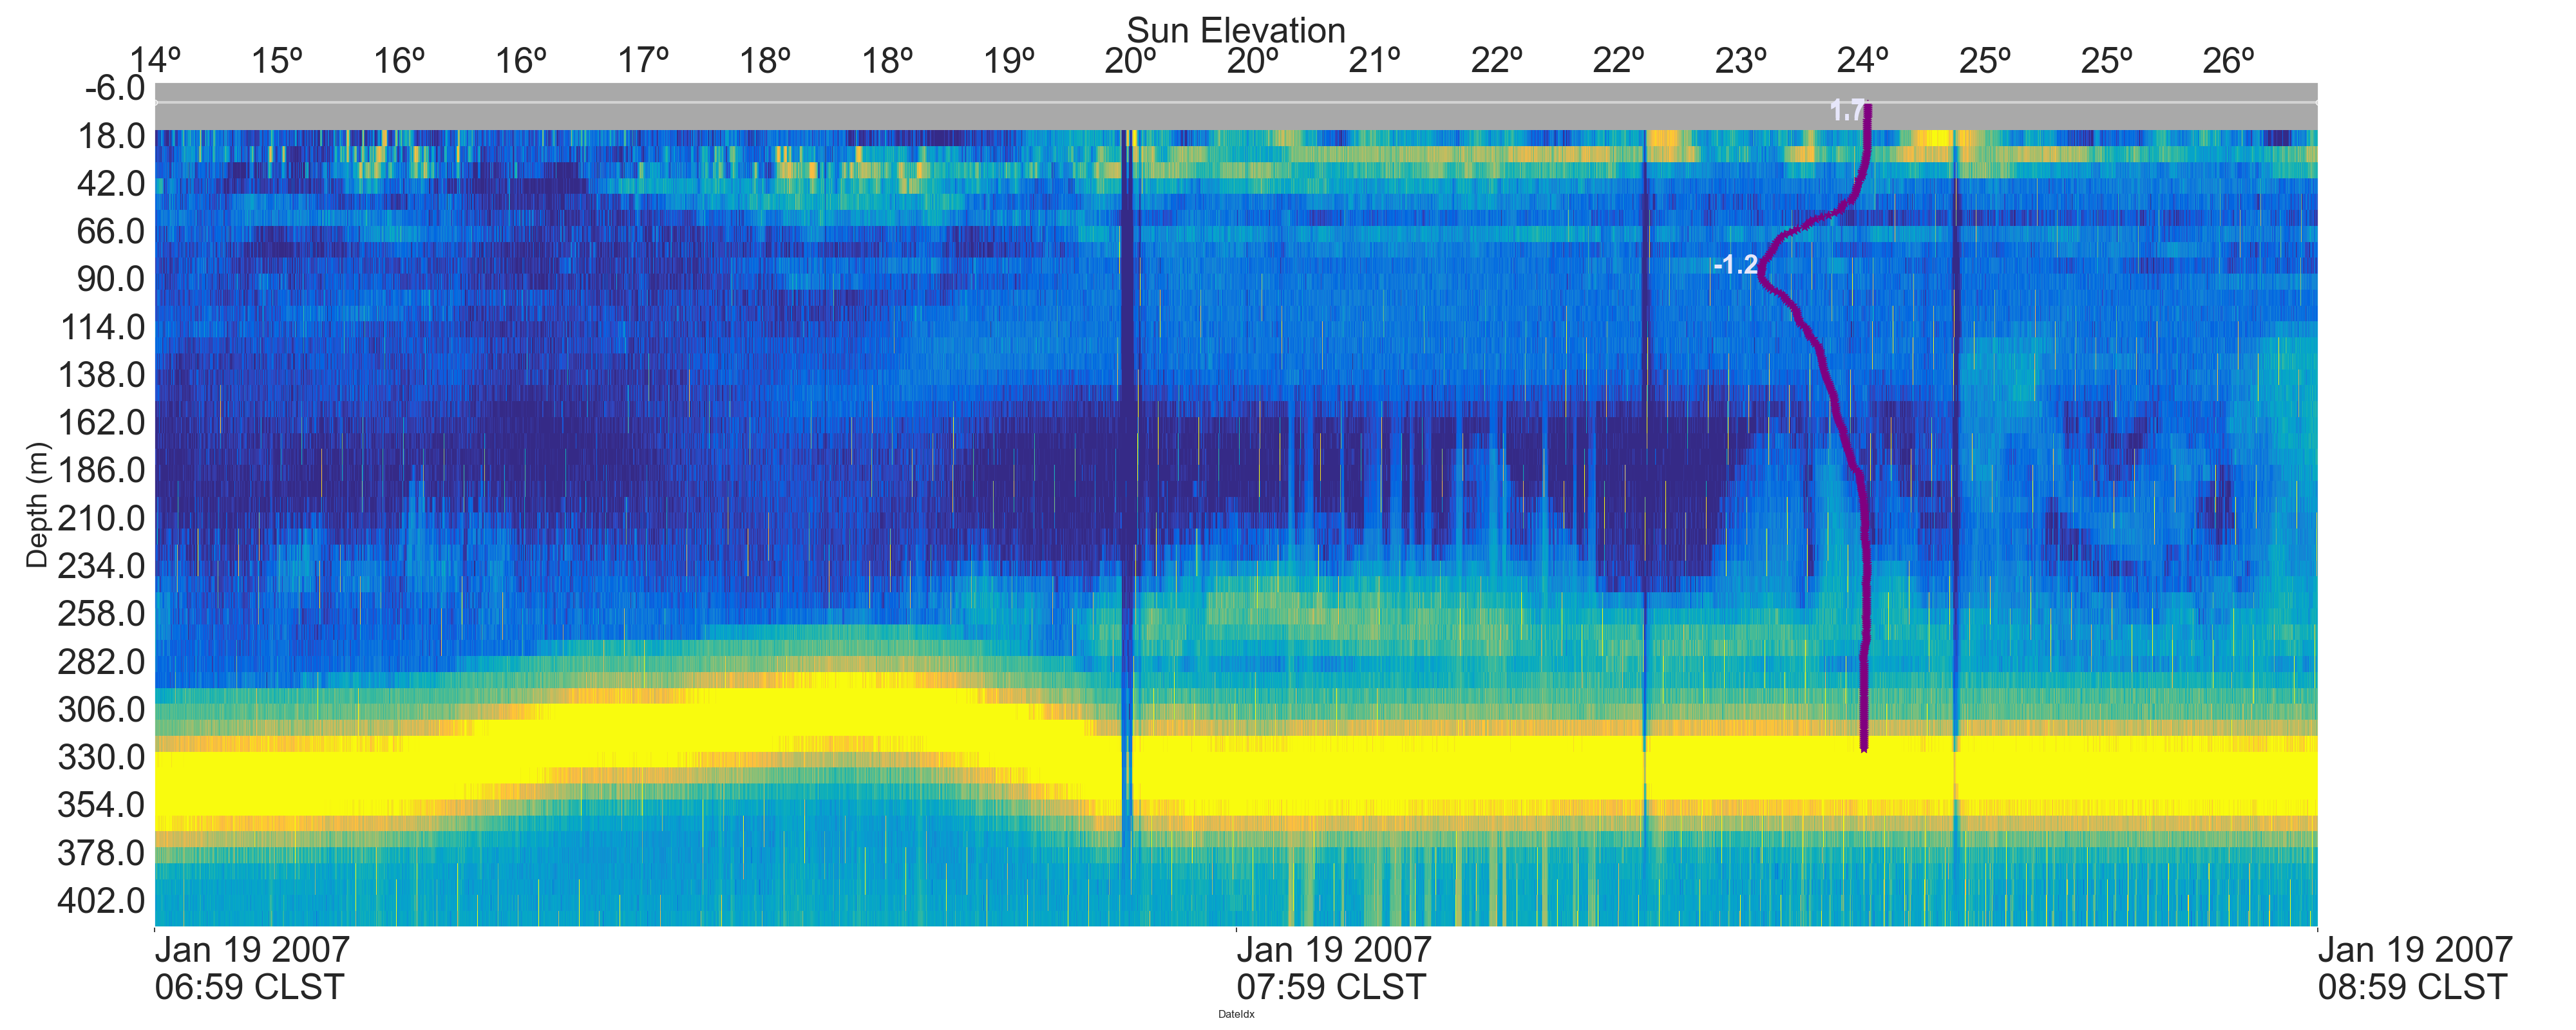 Sun Elevation
14º 15º 16º 16º 17º 18º 18º 19º 20º 20º 21º 22º 22º 23º 24º 25º 25º 26º
-6.0
18.0
42.0
66.0
90.0
114.0
138.0
162.0
186.0
210.0
234.0
258.0
282.0
306.0
330.0
354.0
378.0
402.0
Depth (m)
1.7
-1.2
Jan 19 2007
06:59 CLST
Jan 19 2007
07:59 CLST
Jan 19 2007
08:59 CLST
DateIdx